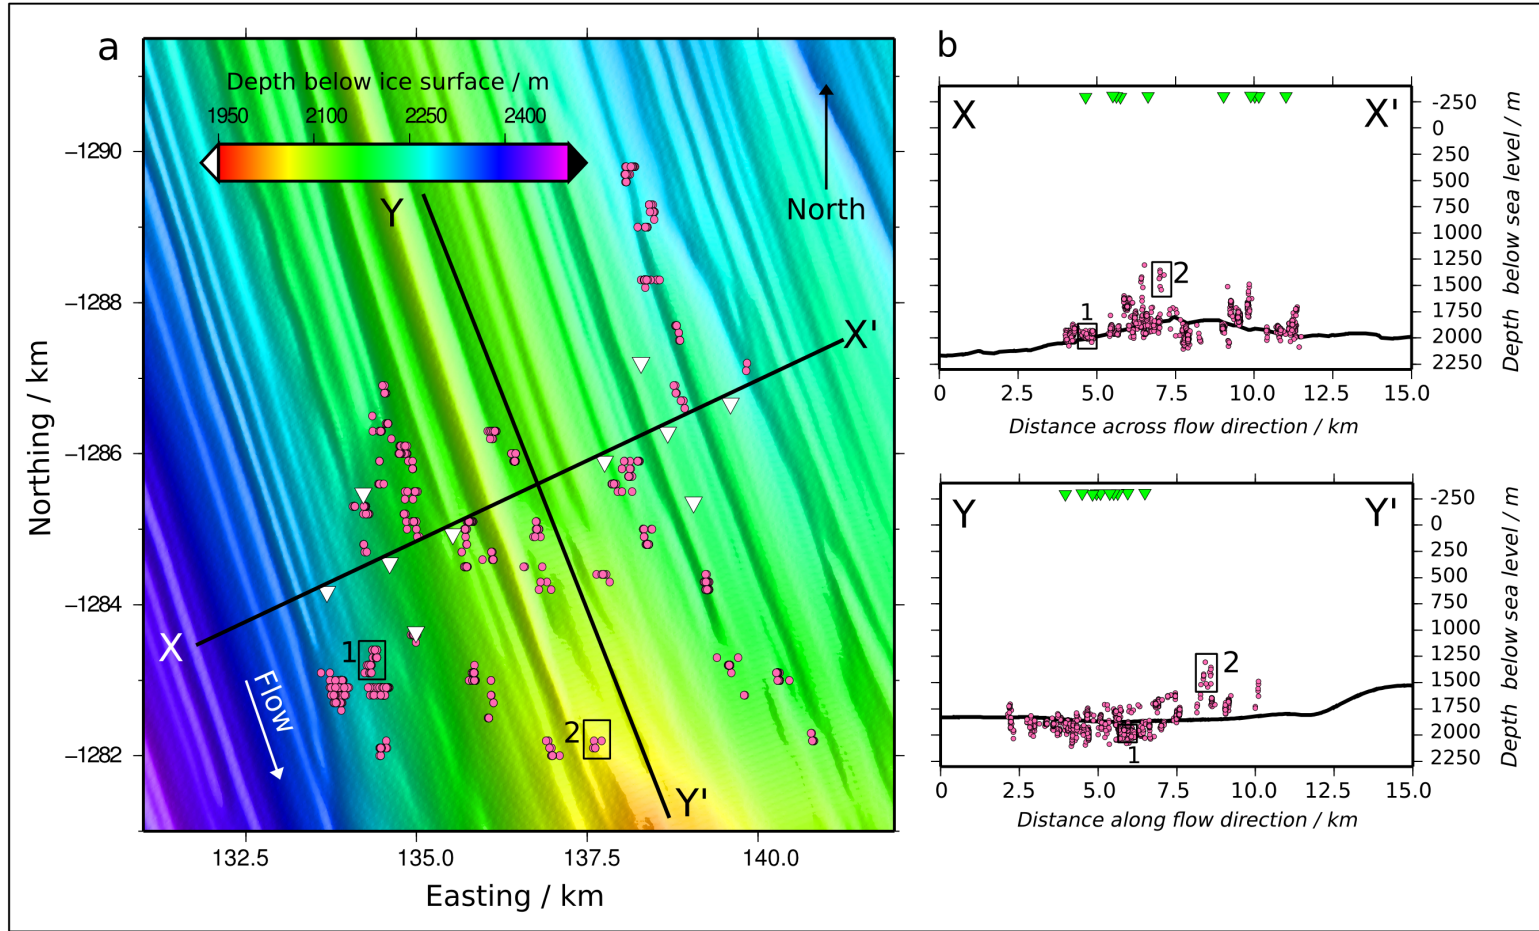 a
Depth below ice surface / m
1950 2100 2250 2400
North
Y
X'
X
Flow
1
2
Y'
−1290
−1288
−1286
−1284
−1282
Northing / km
132.5 135.0 137.5 140.0
Easting / km
b
X X'
1
2
-250
0
250
500
750
1000
1250
1500
1750
2000
2250
Depth below sea level / m
0 2.5 5.0 7.5 10.0 12.5 15.0
Distance across flow direction / km
Y Y'
2
1
-250
0
250
500
750
1000
1250
1500
1750
2000
2250
Depth below sea level / m
0 2.5 5.0 7.5 10.0 12.5 15.0
Distance along flow direction / km